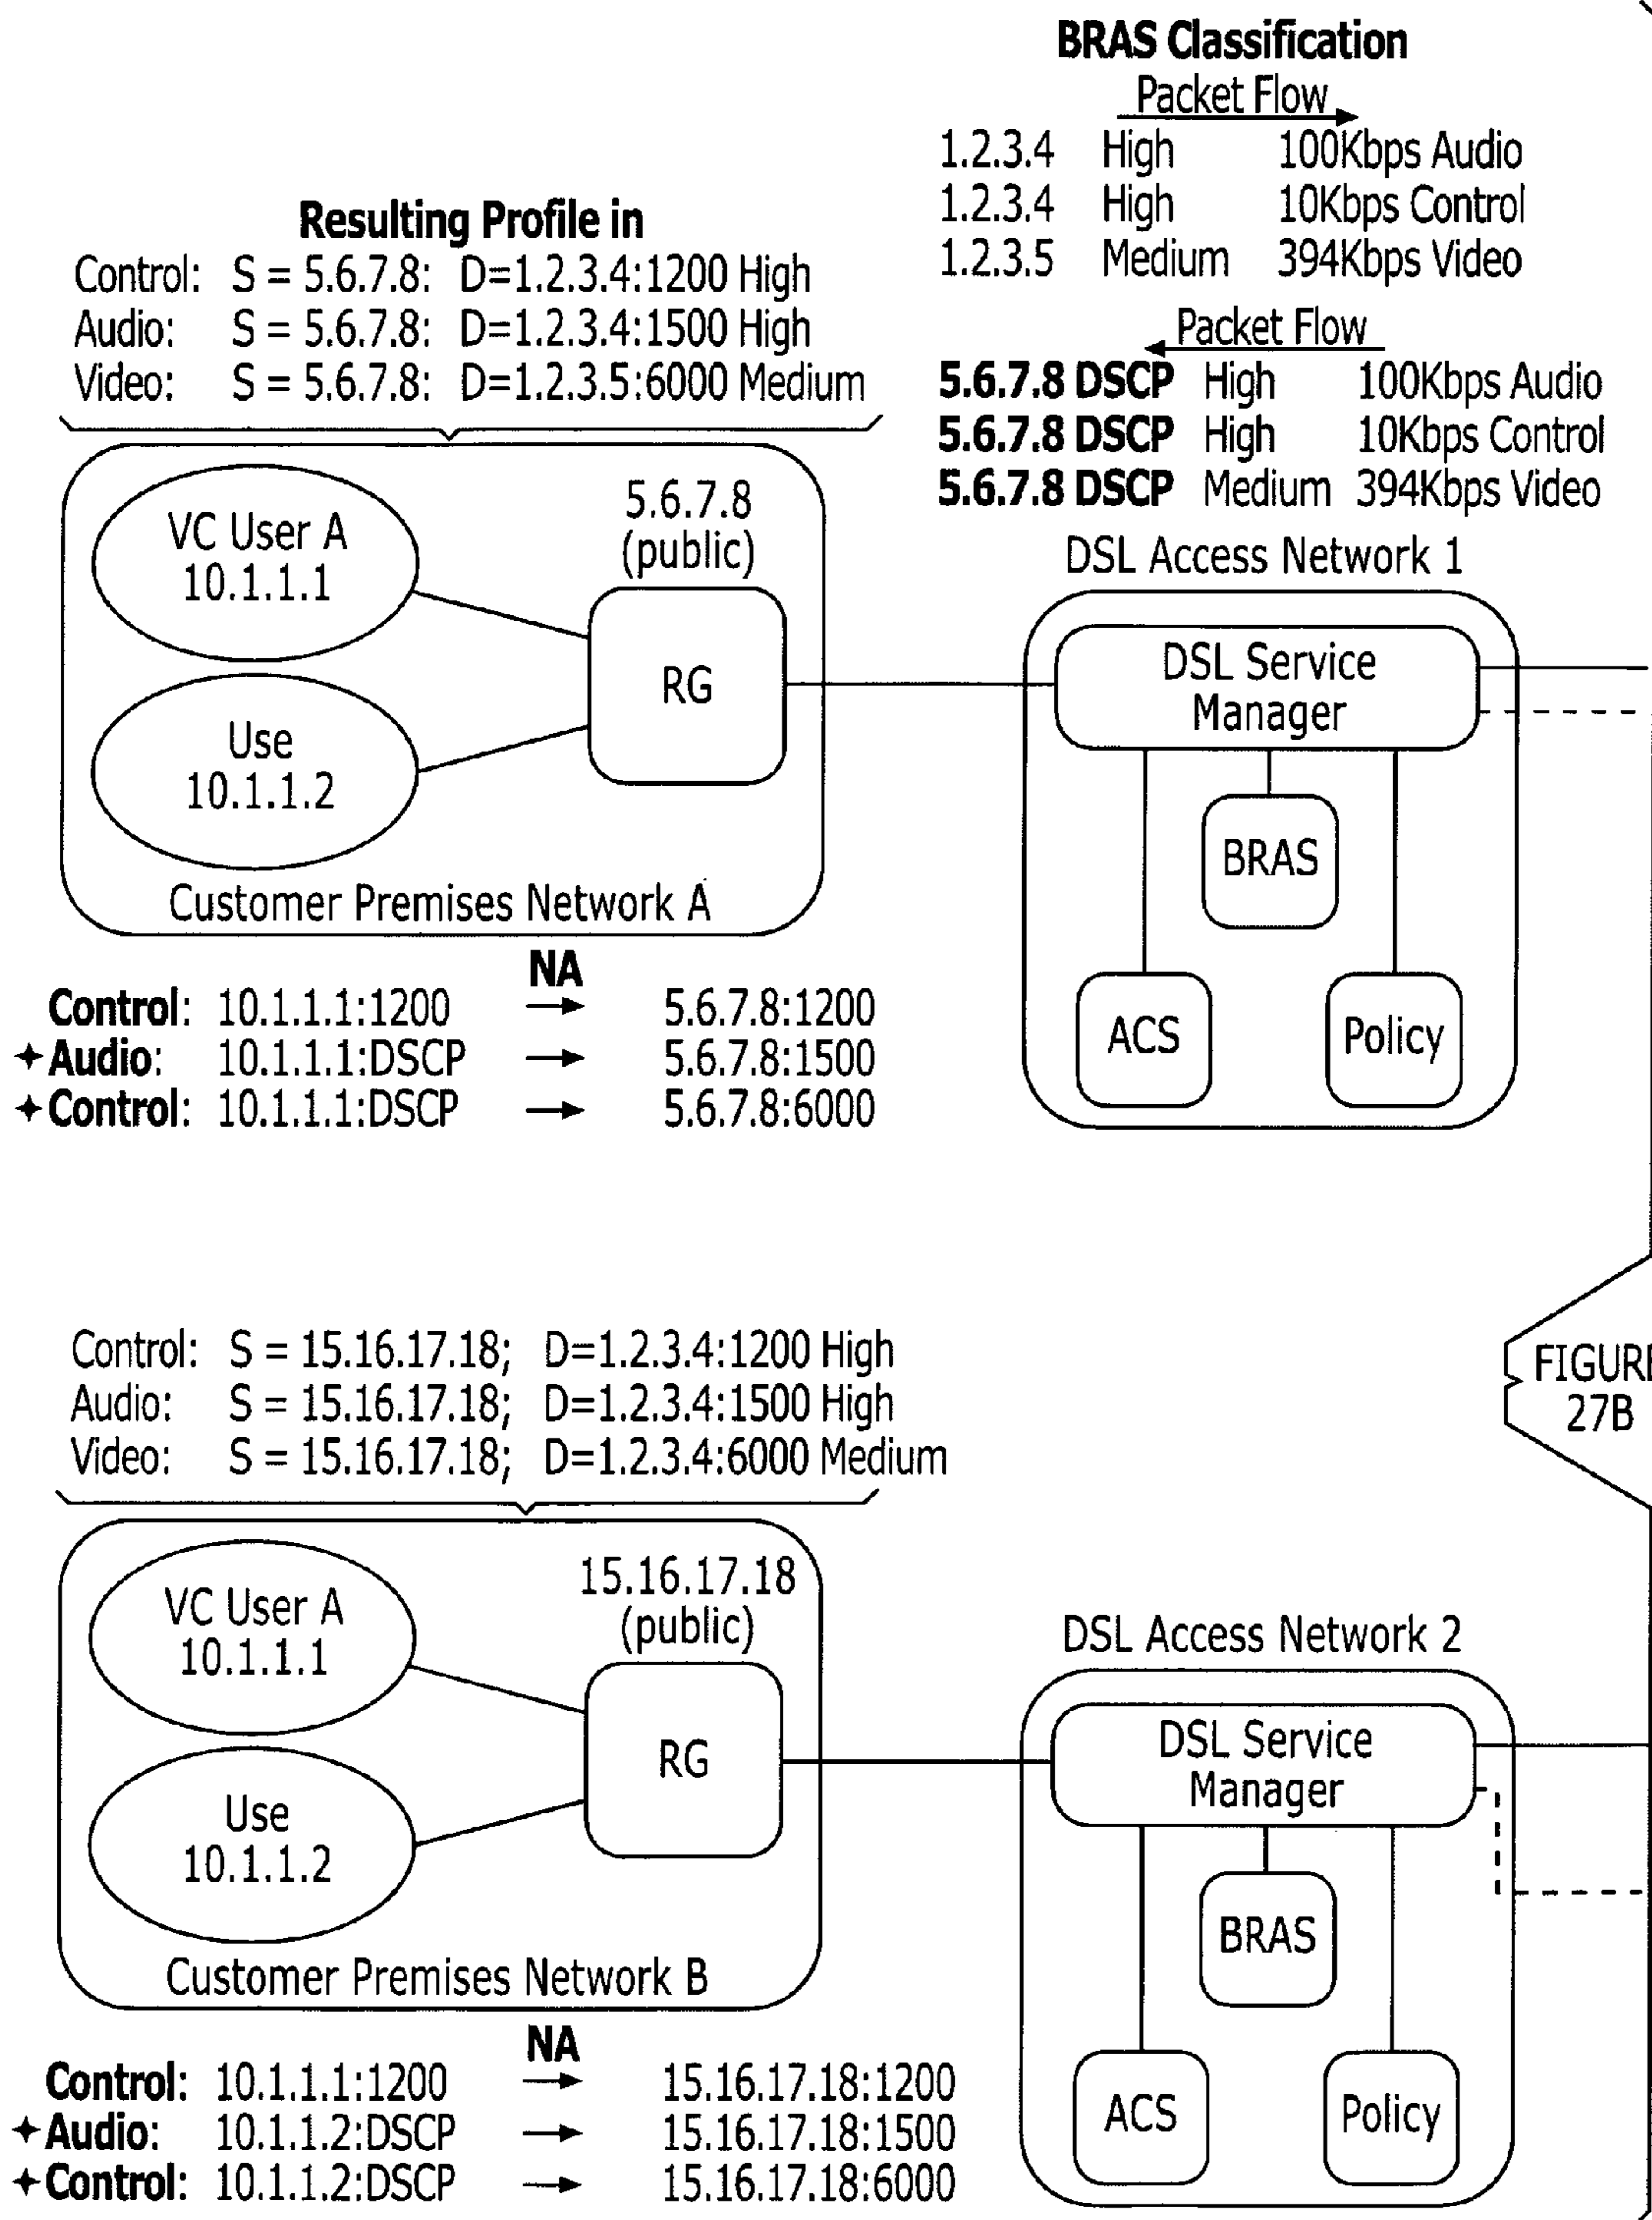 BRAS Classification
Packet Flow
1.2.3.4 High 100Kbps Audio
1.2.3.4 High 10Kbps Control
1.2.3.5 Medium 394Kbps Video
Packet Flow
5.6.7.8 DSCP High 100Kbps Audio
5.6.7.8 DSCP High 10Kbps Control
5.6.7.8 DSCP Medium 394Kbps Video
Resulting Profile in
Control: S = 5.6.7.8: D=1.2.3.4:1200 High
Audio: S = 5.6.7.8: D=1.2.3.4:1500 High
Video: S = 5.6.7.8: D=1.2.3.5:6000 Medium
VC User A
10.1.1.1
Use
10.1.1.2
5.6.7.8
(public)
RG
Customer Premises Network A
DSL Access Network 1
DSL Service
Manager
BRAS
ACS
Policy
NA
Control: 10.1.1.1:1200 → 5.6.7.8:1200
✦Audio: 10.1.1.1:DSCP → 5.6.7.8:1500
✦Control: 10.1.1.1:DSCP → 5.6.7.8:6000
FIGURE
27B
Control: S = 15.16.17.18; D=1.2.3.4:1200 High
Audio: S = 15.16.17.18; D=1.2.3.4:1500 High
Video: S = 15.16.17.18; D=1.2.3.4:6000 Medium
VC User A
10.1.1.1
Use
10.1.1.2
15.16.17.18
(public)
RG
Customer Premises Network B
DSL Access Network 2
DSL Service
Manager
BRAS
ACS
Policy
NA
Control: 10.1.1.1:1200 → 15.16.17.18:1200
✦Audio: 10.1.1.2:DSCP → 15.16.17.18:1500
✦Control: 10.1.1.2:DSCP → 15.16.17.18:6000